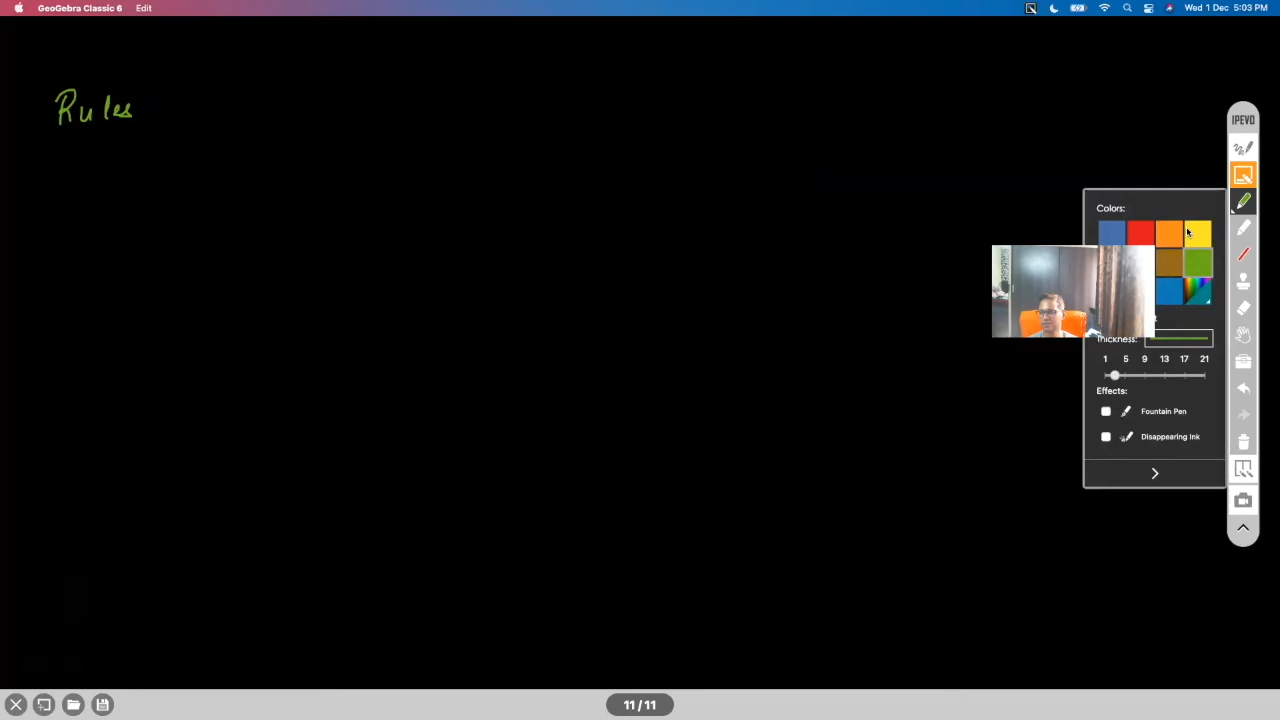 GeoGebra Classic 6 Edit Wed 1 Dec 5:03 PM
Rules
IPEVO
Colors:
Thickness:
1 5 9 13 17 21
Effects:
Fountain Pen
Disappearing Ink
11/11